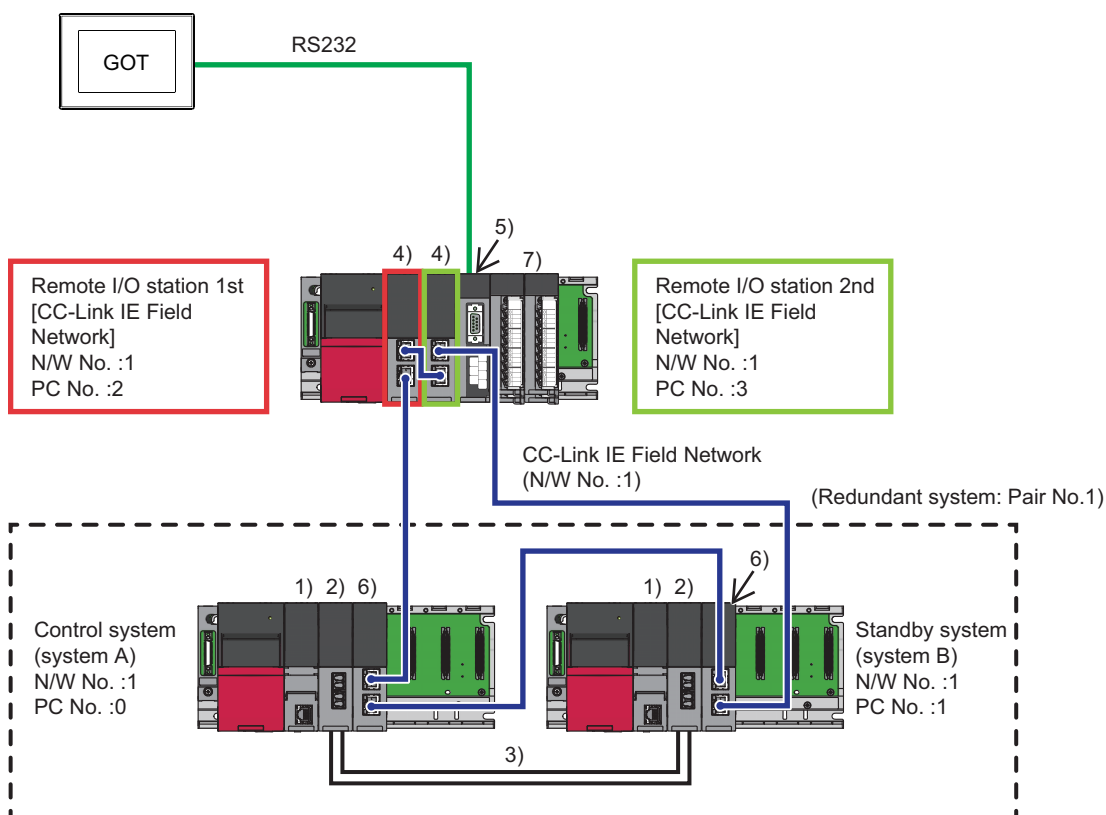 GOT
RS232
5)
4)
4)
7)
Remote I/O station 1st
[CC-Link IE Field
Network]
N/W No. :1
PC No. :2
Remote I/O station 2nd
[CC-Link IE Field
Network]
N/W No. :1
PC No. :3
CC-Link IE Field Network
(N/W No. :1)
(Redundant system: Pair No.1)
1)
2)
6)
1)
2)
6)
Control system
(system A)
N/W No. :1
PC No. :0
Standby system
(system B)
N/W No. :1
PC No. :1
3)